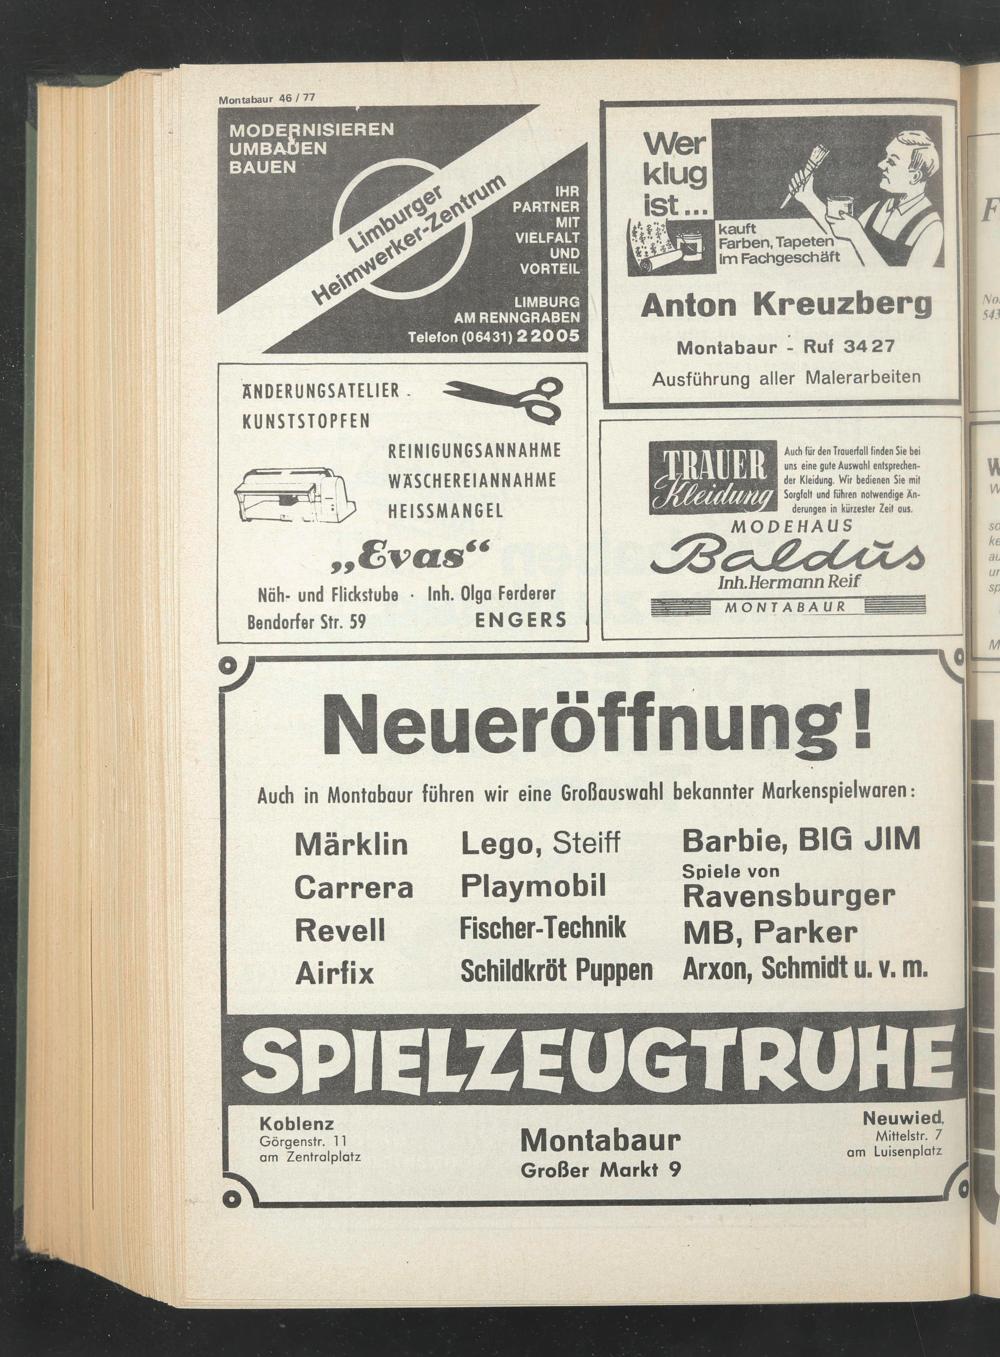 Montabaur 46 / 77
MODERNISIEREN
UMBAUEN
BAUEN
Limburger
Heimwerker-Zentrum
IHR
PARTNER
MIT
VIELFALT
UND
VORTEIL
LIMBURG
AM RENNGRABEN
Telefon (06431) 22005
Wer
klug
ist...
kauft
Farben, Tapeten
im Fachgeschäft
Anton Kreuzberg
Montabaur - Ruf 3427
Ausführung aller Malerarbeiten
ÄNDERUNGSATELIER -
KUNSTSTOPFEN
REINIGUNGSANNAHME
WÄSCHEREIANNAHME
HEISSMANGEL
„Evas“
Näh- und Flickstube · Inh. Olga Ferderer
Bendorfer Str. 59 ENGERS
TRAUER
Kleidung
Auch für den Trauerfall finden Sie bei
uns eine gute Auswahl entsprechen-
der Kleidung. Wir bedienen Sie mit
Sorgfalt und führen notwendige Än-
derungen in kürzester Zeit aus.
MODEHAUS
Baldus
Inh. Hermann Reif
MONTABAUR
Neueröffnung!
Auch in Montabaur führen wir eine Großauswahl bekannter Markenspielwaren:
Märklin Lego, Steiff Barbie, BIG JIM
Carrera Playmobil Spiele von
Ravensburger
Revell Fischer-Technik MB, Parker
Airfix Schildkröt Puppen Arxon, Schmidt u. v. m.
SPIELZEUGTRUHE
Koblenz
Görgenstr. 11
am Zentralplatz
Montabaur
Großer Markt 9
Neuwied,
Mittelstr. 7
am Luisenplatz